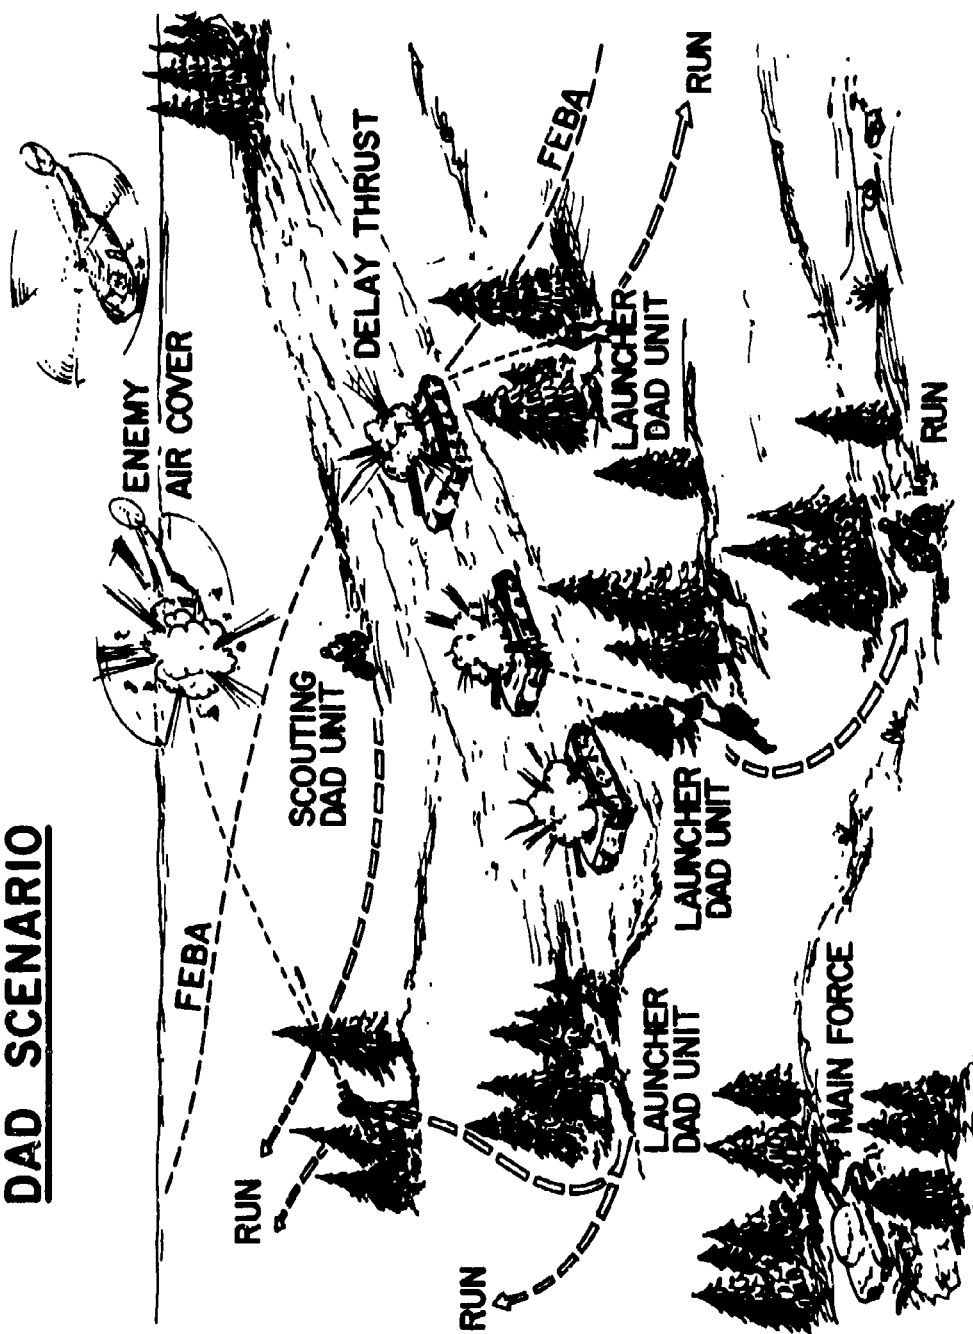 DAD SCENARIO
ENEMY
AIR COVER
FEBA
RUN
SCOUTING
DAD UNIT
DELAY THRUST
RUN
FEBA
LAUNCHER
DAD UNIT
LAUNCHER
DAD UNIT
LAUNCHER
DAD UNIT
RUN
MAIN FORCE
RUN